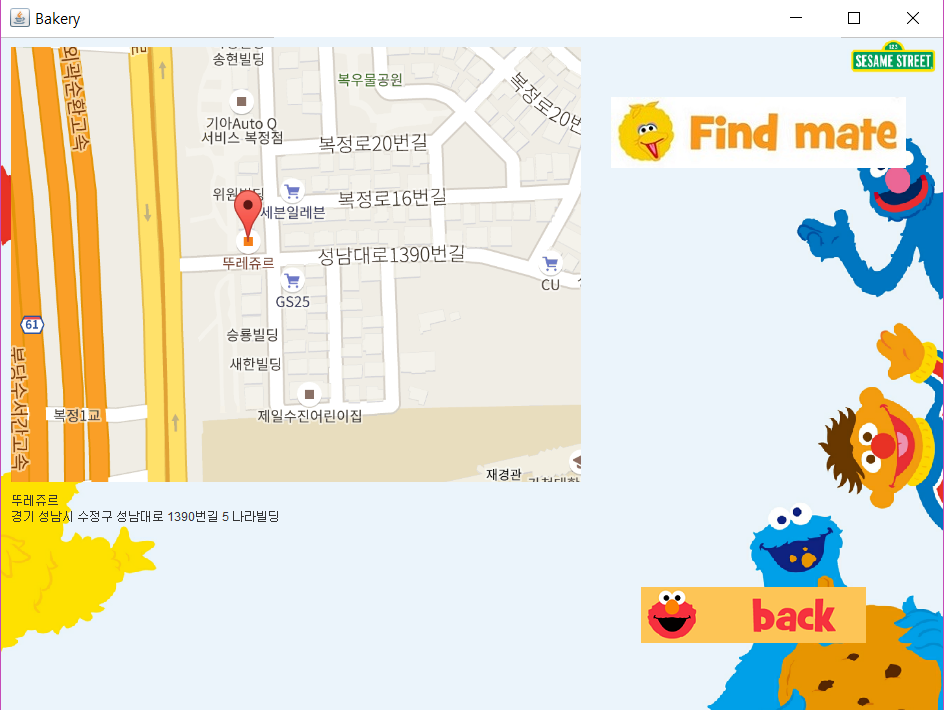 Bakery
123
SESAME STREET
Find mate
송현빌딩
복우물공원
외곽순환고속
기아Auto Q
서비스 복정점
복정로20번길
복정로20번
위원빌딩
세븐일레븐
복정로16번길
뚜레쥬르
성남대로1390번길
GS25
CU
61
승룡빌딩
새한빌딩
분당수서간고속
복정1교
제일수진어린이집
재경관
뚜레쥬르
경기 성남시 수정구 성남대로 1390번길 5 나라빌딩
back